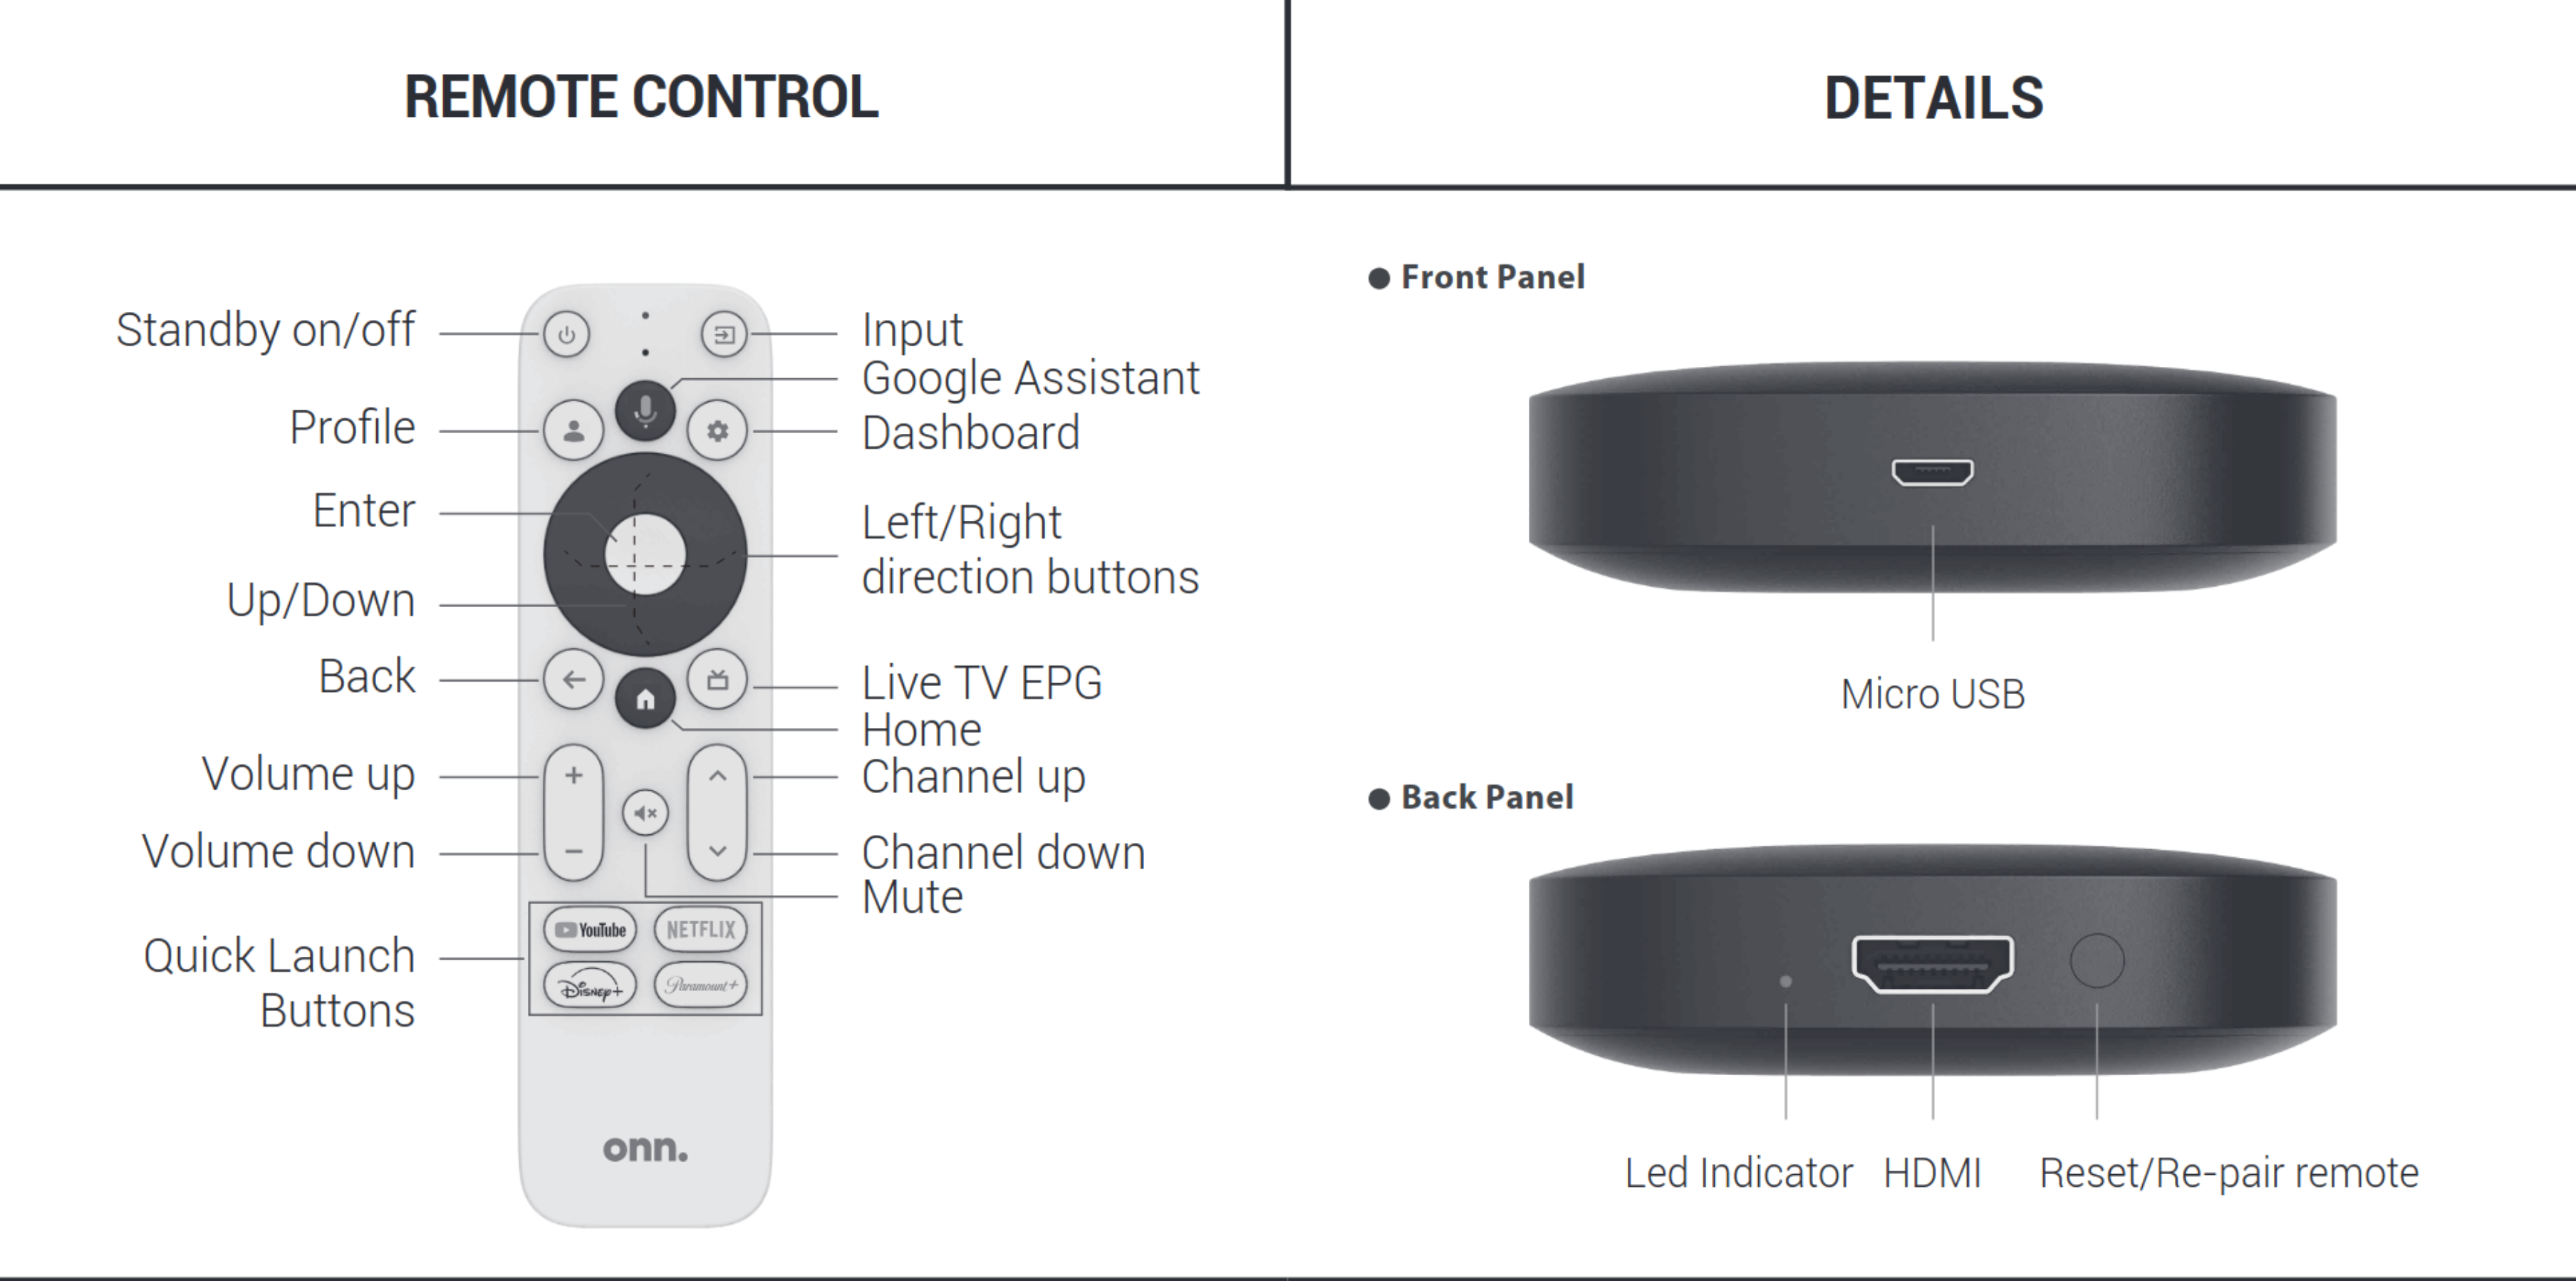 REMOTE CONTROL
Standby on/off
Profile
Enter
Up/Down
Back
Volume up
Volume down
Quick Launch
Buttons
Input
Google Assistant
Dashboard
Left/Right
direction buttons
Live TV EPG
Home
Channel up
Channel down
Mute
YouTube
NETFLIX
Disney+
Paramount+
onn.
DETAILS
● Front Panel
Micro USB
● Back Panel
Led Indicator
HDMI
Reset/Re-pair remote